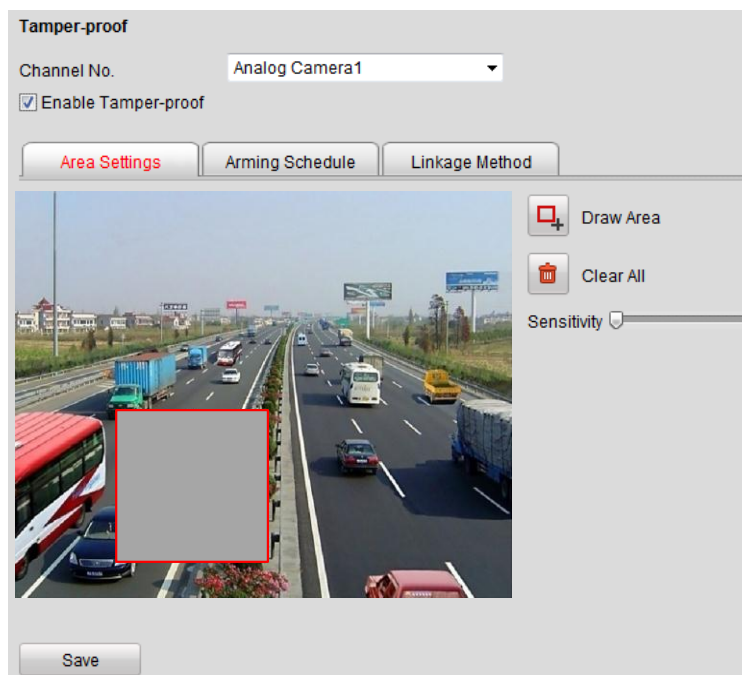 Tamper-proof
Channel No. Analog Camera1
Enable Tamper-proof
Area Settings Arming Schedule Linkage Method
Draw Area
Clear All
Sensitivity
Save